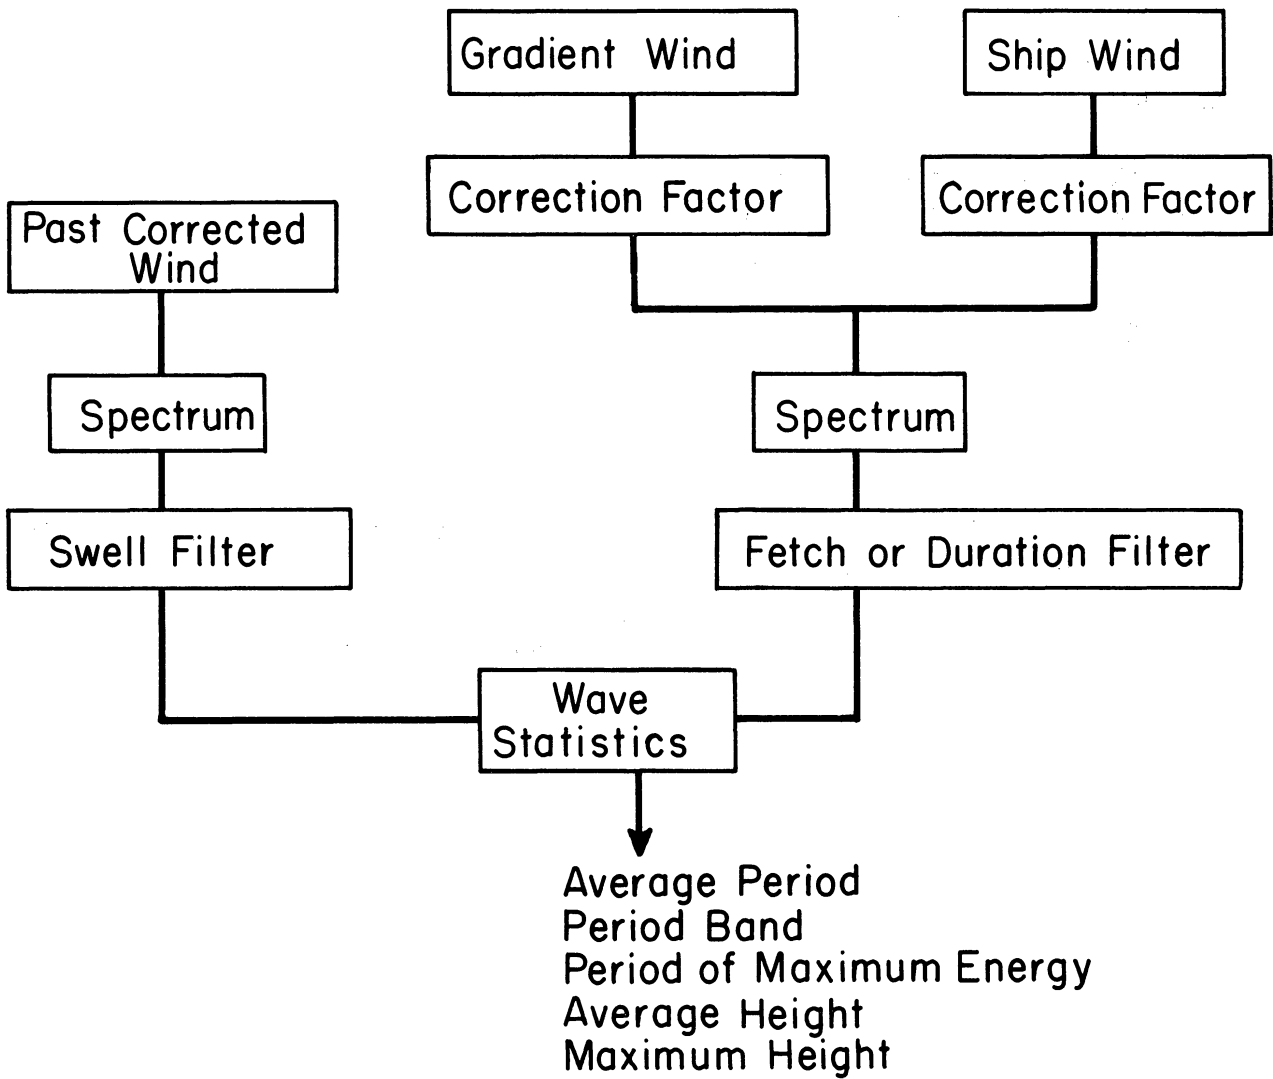 Gradient Wind
Ship Wind
Correction Factor
Correction Factor
Past Corrected
Wind
Spectrum
Spectrum
Swell Filter
Fetch or Duration Filter
Wave
Statistics
Average Period
Period Band
Period of Maximum Energy
Average Height
Maximum Height